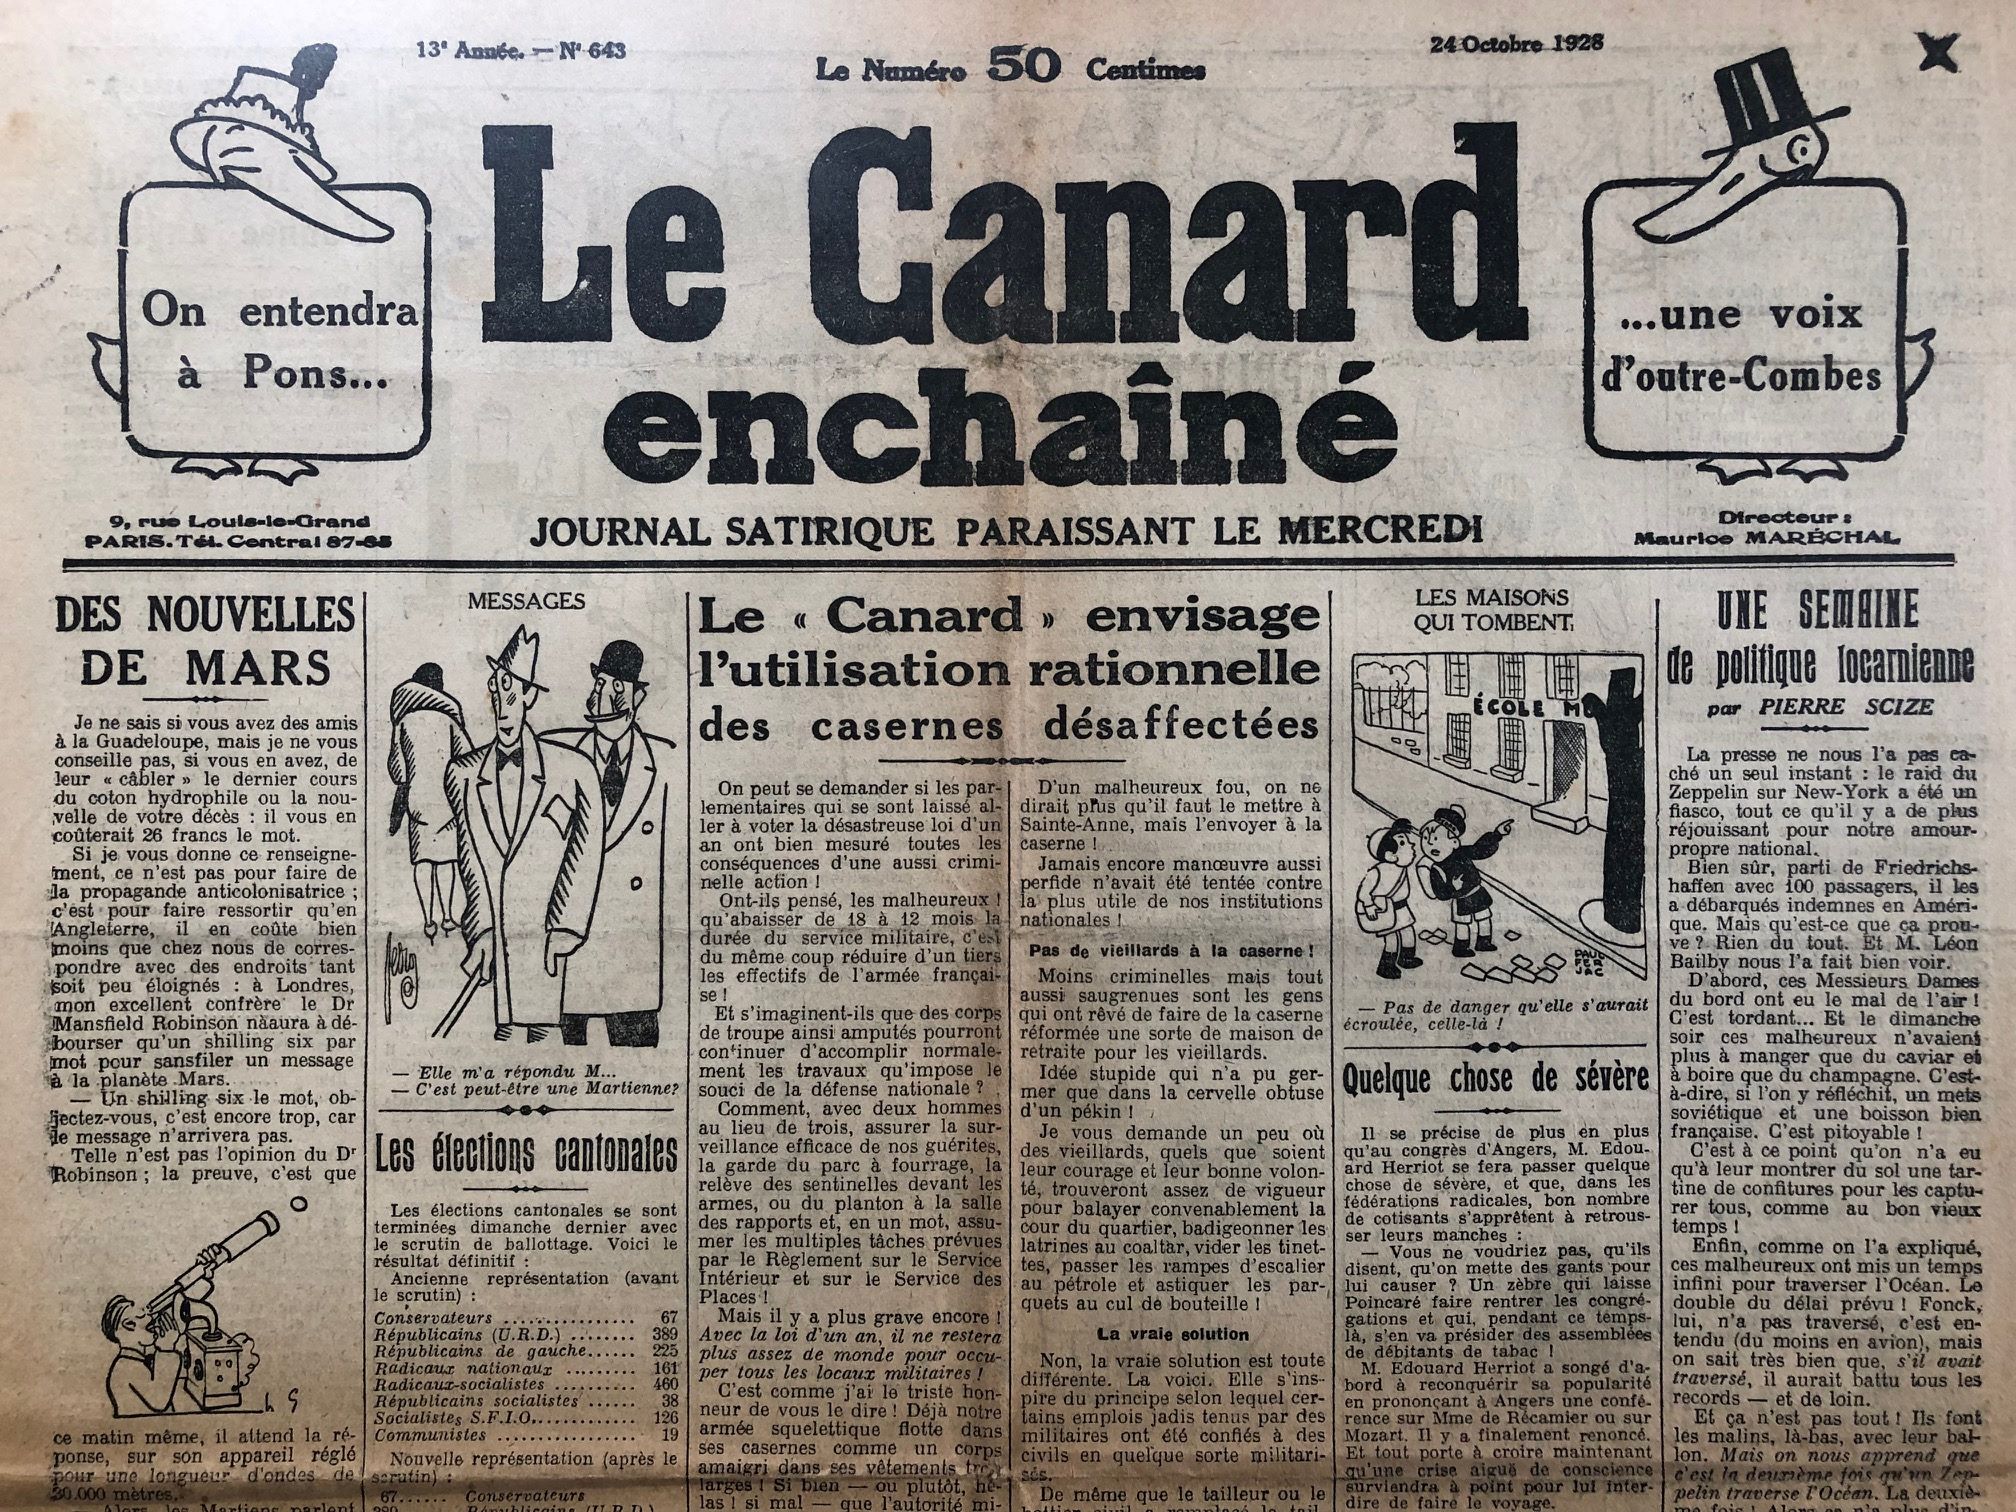 13e Année. — N° 643
Le Numéro 50 Centimes
24 Octobre 1928
On entendra
à Pons...
Le Canard
enchaîné
...une voix
d'outre-Combes
9, rue Louis-le-Grand
PARIS. Tél. Central 87-68
JOURNAL SATIRIQUE PARAISSANT LE MERCREDI
Directeur :
Maurice MARÉCHAL
DES NOUVELLES
DE MARS
Je ne sais si vous avez des amis
à la Guadeloupe, mais je ne vous
conseille pas, si vous en avez, de
leur « câbler » le dernier cours
du coton hydrophile ou la nou-
velle de votre décès : il vous en
coûterait 26 francs le mot.
Si je vous donne ce renseigne-
ment, ce n'est pas pour faire de
la propagande anticolonisatrice ;
c'est pour faire ressortir qu'en
Angleterre, il en coûte bien
moins que chez nous de corres-
pondre avec des endroits tant
soit peu éloignés : à Londres,
mon excellent confrère le Dr
Mansfield Robinson nàaura à dé-
bourser qu'un shilling six par
mot pour sansfiler un message
à la planète Mars.
— Un shilling six le mot, ob-
jectez-vous, c'est encore trop, car
le message n'arrivera pas.
Telle n'est pas l'opinion du Dr
Robinson ; la preuve, c'est que
h G
ce matin même, il attend la ré-
ponse, sur son appareil réglé
pour une longueur d'ondes de
30.000 mètres.
Alors les Martiens parlent
MESSAGES
— Elle m'a répondu M...
— C'est peut-être une Martienne?
Les élections cantonales
Les élections cantonales se sont
terminées dimanche dernier avec
le scrutin de ballottage. Voici le
résultat définitif :
Ancienne représentation (avant
le scrutin) :
Conservateurs ................ 67
Républicains (U.R.D.) ........ 389
Républicains de gauche...... 225
Radicaux nationaux ......... 161
Radicaux-socialistes .......... 460
Républicains socialistes ...... 38
Socialistes S.F.I.O............. 126
Communistes ................. 19
Nouvelle représentation (après le
scrutin) :
67...... Conservateurs
389 Républicains (U.R.D.)
Le « Canard » envisage
l'utilisation rationnelle
des casernes désaffectées
On peut se demander si les par-
lementaires qui se sont laissé al-
ler à voter la désastreuse loi d'un
an ont bien mesuré toutes les
conséquences d'une aussi crimi-
nelle action !
Ont-ils pensé, les malheureux !
qu'abaisser de 18 à 12 mois la
durée du service militaire, c'est
du même coup réduire d'un tiers
les effectifs de l'armée françai-
se !
Et s'imaginent-ils que des corps
de troupe ainsi amputés pourront
continuer d'accomplir normale-
ment les travaux qu'impose le
souci de la défense nationale ?
Comment, avec deux hommes
au lieu de trois, assurer la sur-
veillance efficace de nos guérites,
la garde du parc à fourrage, la
relève des sentinelles devant les
armes, ou du planton à la salle
des rapports et, en un mot, assu-
mer les multiples tâches prévues
par le Règlement sur le Service
Intérieur et sur le Service des
Places !
Mais il y a plus grave encore !
Avec la loi d'un an, il ne restera
plus assez de monde pour occu-
per tous les locaux militaires !
C'est comme j'ai le triste hon-
neur de vous le dire ! Déjà notre
armée squelettique flotte dans
ses casernes comme un corps
amaigri dans ses vêtements trop
larges ! Si bien — ou plutôt, hé-
las ! si mal — que l'autorité mi-
D'un malheureux fou, on ne
dirait plus qu'il faut le mettre à
Sainte-Anne, mais l'envoyer à la
caserne !
Jamais encore manœuvre aussi
perfide n'avait été tentée contre
la plus utile de nos institutions
nationales !
Pas de vieillards à la caserne !
Moins criminelles mais tout
aussi saugrenues sont les gens
qui ont rêvé de faire de la caserne
réformée une sorte de maison de
retraite pour les vieillards.
Idée stupide qui n'a pu ger-
mer que dans la cervelle obtuse
d'un pékin !
Je vous demande un peu où
des vieillards, quels que soient
leur courage et leur bonne volon-
té, trouveront assez de vigueur
pour balayer convenablement la
cour du quartier, badigeonner les
latrines au coaltar, vider les tinet-
tes, passer les rampes d'escalier
au pétrole et astiquer les par-
quets au cul de bouteille !
La vraie solution
Non, la vraie solution est toute
différente. La voici. Elle s'ins-
pire du principe selon lequel cer-
tains emplois jadis tenus par des
militaires ont été confiés à des
civils en quelque sorte militari-
sés.
De même que le tailleur ou le
LES MAISONS
QUI TOMBENT
ÉCOLE M
PAUL
FER
JAC
— Pas de danger qu'elle s'aurait
écroulée, celle-là !
Quelque chose de sévère
Il se précise de plus en plus
qu'au congrès d'Angers, M. Edou-
ard Herriot se fera passer quelque
chose de sévère, et que, dans les
fédérations radicales, bon nombre
de cotisants s'apprêtent à retrous-
ser leurs manches :
— Vous ne voudriez pas, qu'ils
disent, qu'on mette des gants pour
lui causer ? Un zèbre qui laisse
Poincaré faire rentrer les congré-
gations et qui, pendant ce temps-
là, s'en va présider des assemblées
de débitants de tabac !
M. Edouard Herriot a songé d'a-
bord à reconquérir sa popularité
en prononçant à Angers une confé-
rence sur Mme de Récamier ou sur
Mozart. Il y a finalement renoncé.
Et tout porte à croire maintenant
qu'une crise aiguë de conscience
surviendra à point pour lui inter-
dire de faire le voyage.
UNE SEMAINE
de politique locarnienne
par PIERRE SCIZE
La presse ne nous l'a pas ca-
ché un seul instant : le raid du
Zeppelin sur New-York a été un
fiasco, tout ce qu'il y a de plus
réjouissant pour notre amour-
propre national.
Bien sûr, parti de Friedrichs-
haffen avec 100 passagers, il les
a débarqués indemnes en Améri-
que. Mais qu'est-ce que ça prou-
ve ? Rien du tout. Et M. Léon
Bailby nous l'a fait bien voir.
D'abord, ces Messieurs Dames
du bord ont eu le mal de l'air !
C'est tordant... Et le dimanche
soir ces malheureux n'avaient
plus à manger que du caviar et
à boire que du champagne. C'est-
à-dire, si l'on y réfléchit, un mets
soviétique et une boisson bien
française. C'est pitoyable !
C'est à ce point qu'on n'a eu
qu'à leur montrer du sol une tar-
tine de confitures pour les captu-
rer tous, comme au bon vieux
temps !
Enfin, comme on l'a expliqué,
ces malheureux ont mis un temps
infini pour traverser l'Océan. Le
double du délai prévu ! Fonck,
lui, n'a pas traversé, c'est en-
tendu (du moins en avion), mais
on sait très bien que, s'il avait
traversé, il aurait battu tous les
records — et de loin.
Et ça n'est pas tout ! Ils font
les malins, là-bas, avec leur bal-
lon. Mais on nous apprend que
c'est la deuxième fois qu'un Zep-
pelin traverse l'Océan. La deuxiè-